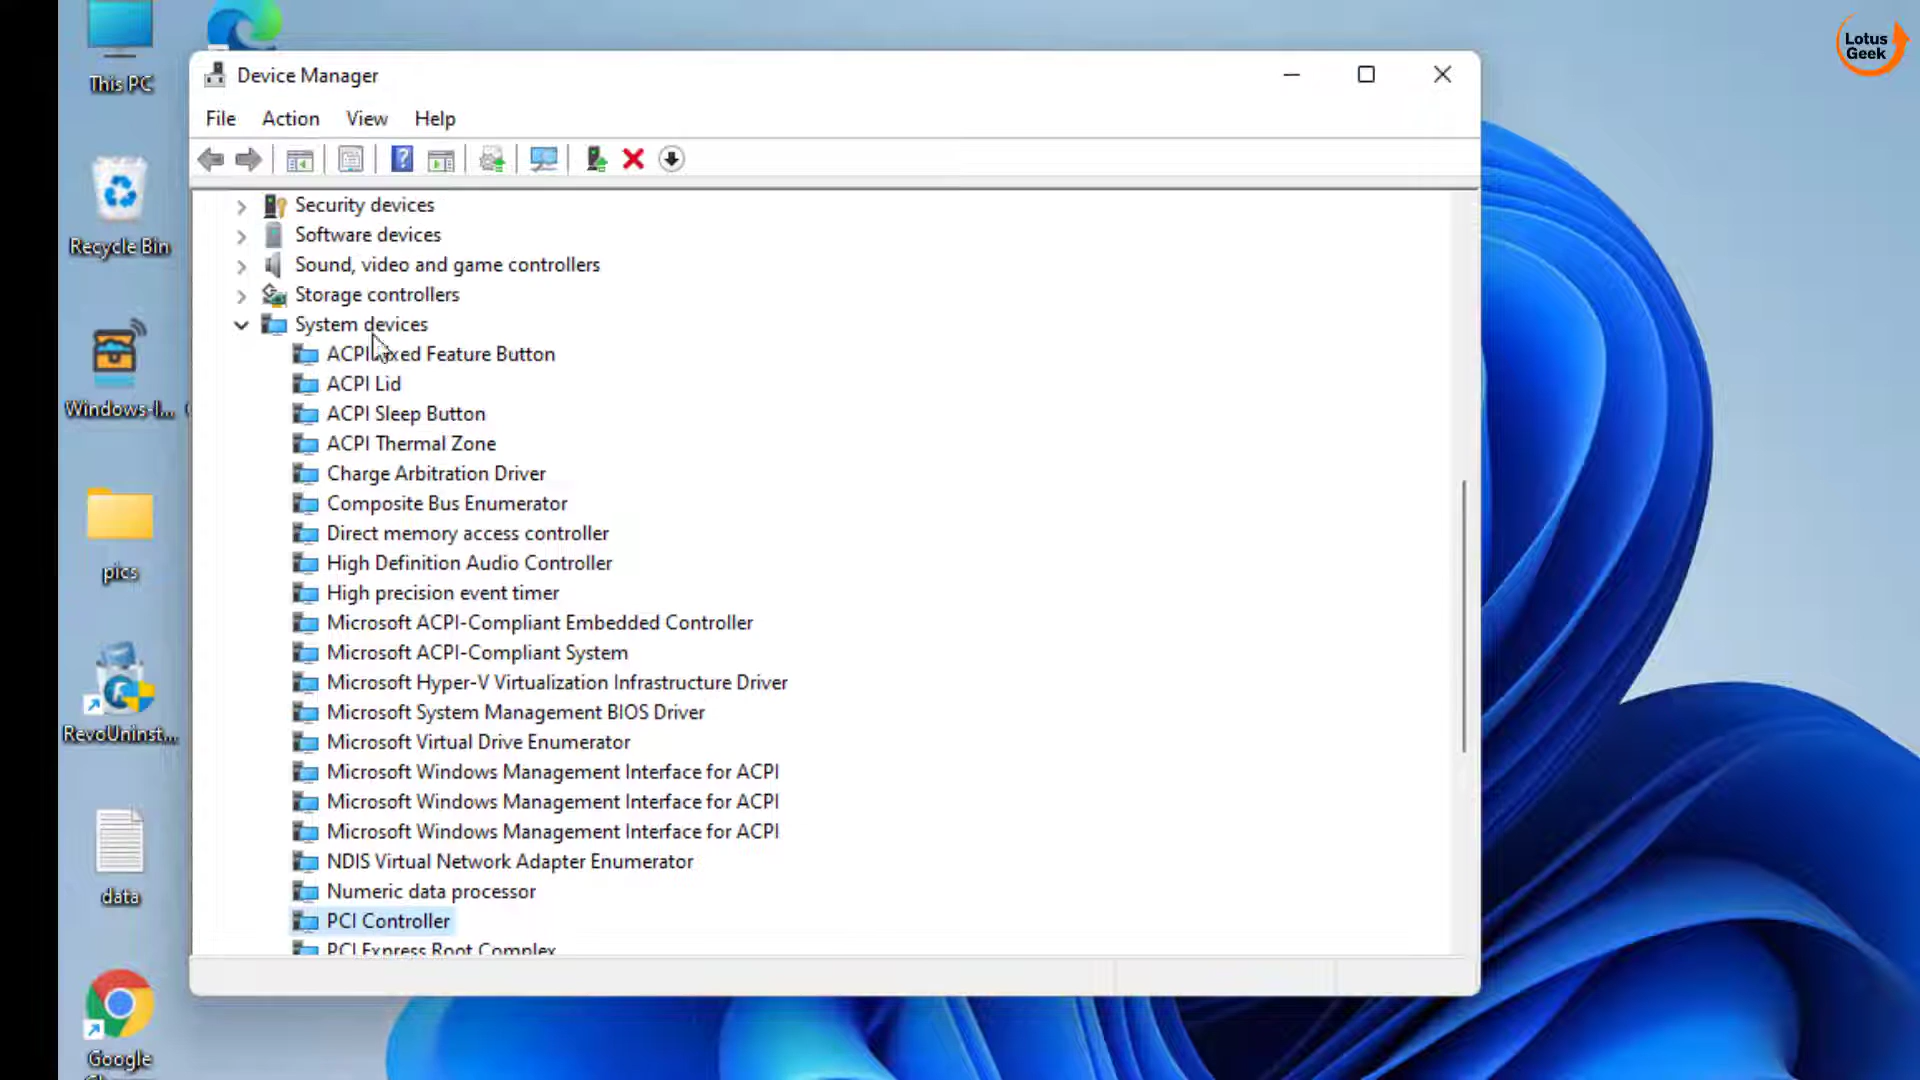 Lotus
Geek
This PC
Recycle Bin
Windows-II...
pics
RevoUninst...
data
Google
Device Manager
File Action View Help
Security devices
Software devices
Sound, video and game controllers
Storage controllers
System devices
ACPI Fixed Feature Button
ACPI Lid
ACPI Sleep Button
ACPI Thermal Zone
Charge Arbitration Driver
Composite Bus Enumerator
Direct memory access controller
High Definition Audio Controller
High precision event timer
Microsoft ACPI-Compliant Embedded Controller
Microsoft ACPI-Compliant System
Microsoft Hyper-V Virtualization Infrastructure Driver
Microsoft System Management BIOS Driver
Microsoft Virtual Drive Enumerator
Microsoft Windows Management Interface for ACPI
Microsoft Windows Management Interface for ACPI
Microsoft Windows Management Interface for ACPI
NDIS Virtual Network Adapter Enumerator
Numeric data processor
PCI Controller
PCI Express Root Complex